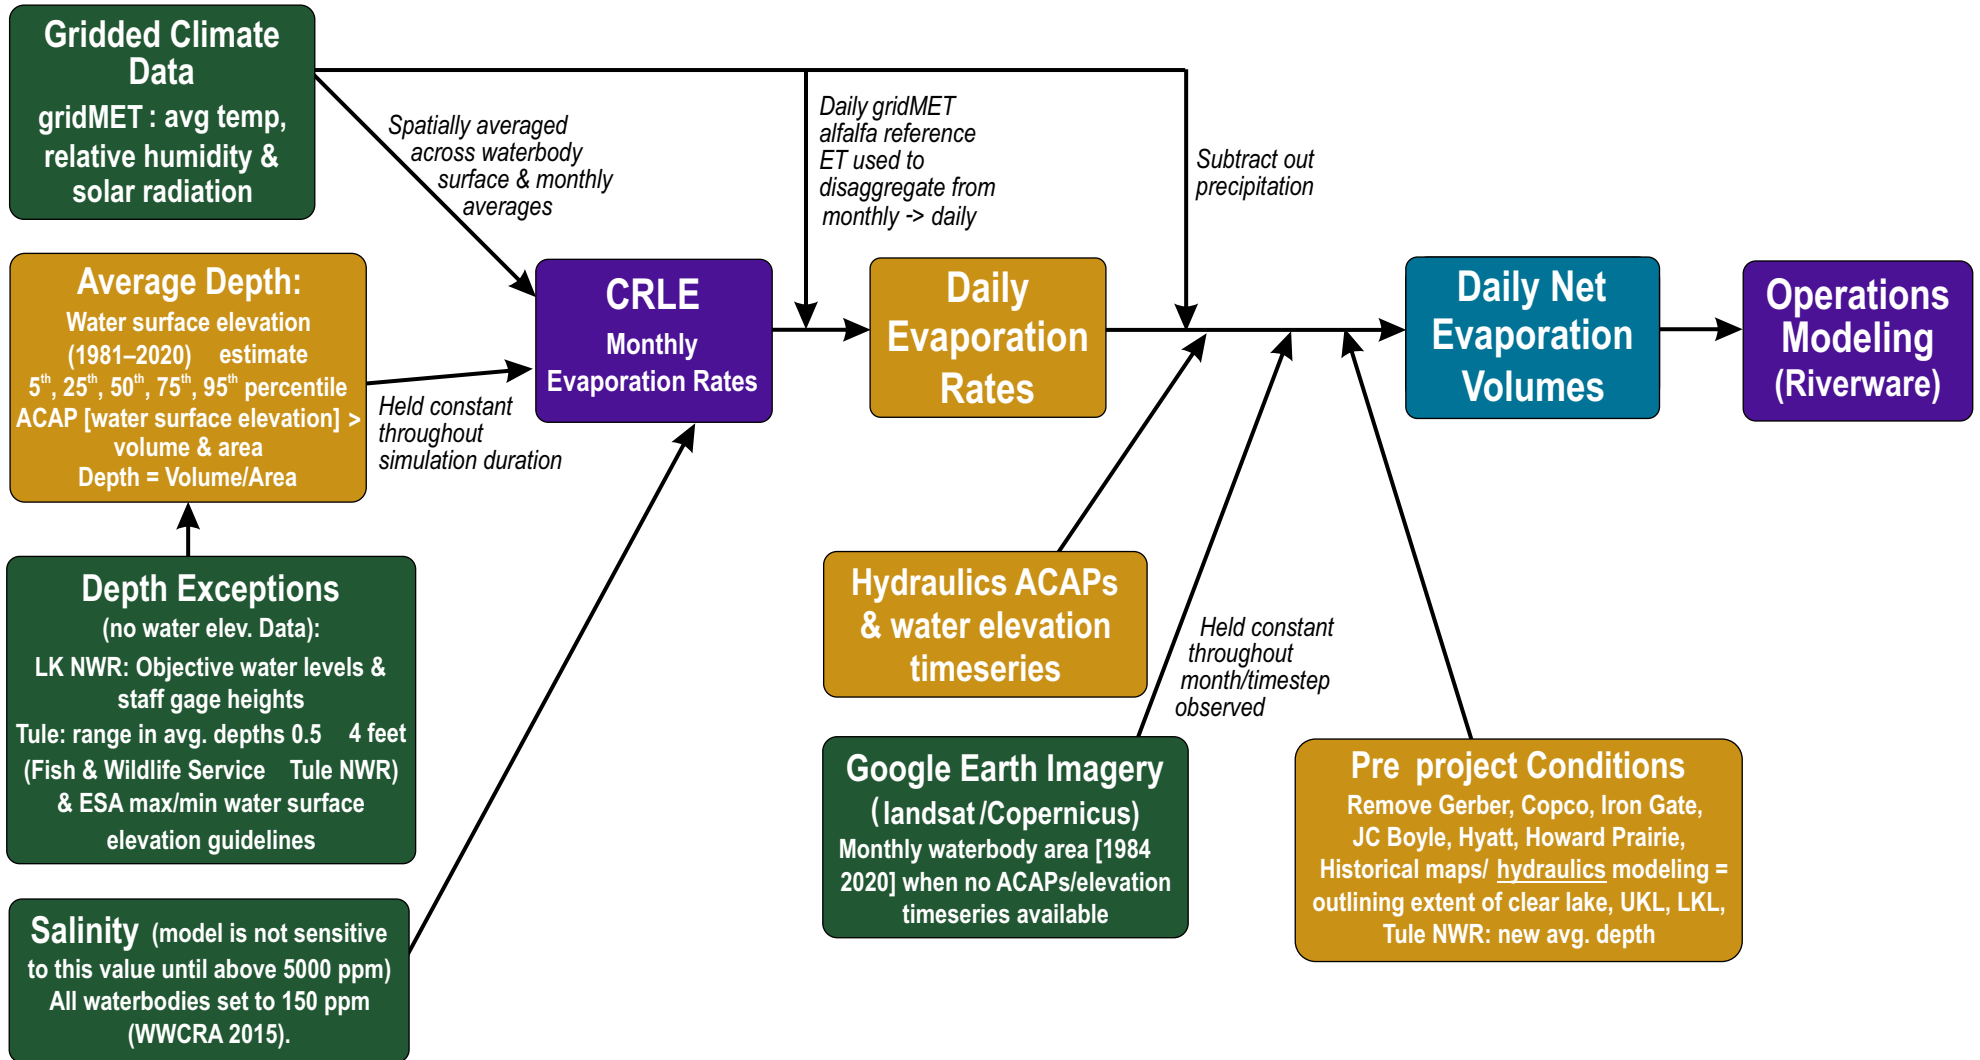 Gridded Climate
Data
gridMET : avg temp,
relative humidity &
solar radiation
Spatially averaged
across waterbody
surface & monthly
averages
Daily gridMET
alfalfa reference
ET used to
disaggregate from
monthly -> daily
Subtract out
precipitation
Average Depth:
Water surface elevation
(1981–2020) estimate
5th, 25th, 50th, 75th, 95th percentile
ACAP [water surface elevation] >
volume & area
Depth = Volume/Area
Held constant
throughout
simulation duration
CRLE
Monthly
Evaporation Rates
Daily
Evaporation
Rates
Daily Net
Evaporation
Volumes
Operations
Modeling
(Riverware)
Depth Exceptions
(no water elev. Data):
LK NWR: Objective water levels &
staff gage heights
Tule: range in avg. depths 0.5 4 feet
(Fish & Wildlife Service Tule NWR)
& ESA max/min water surface
elevation guidelines
Hydraulics ACAPs
& water elevation
timeseries
Held constant
throughout
month/timestep
observed
Google Earth Imagery
(landsat /Copernicus)
Monthly waterbody area [1984
2020] when no ACAPs/elevation
timeseries available
Pre project Conditions
Remove Gerber, Copco, Iron Gate,
JC Boyle, Hyatt, Howard Prairie,
Historical maps/ hydraulics modeling =
outlining extent of clear lake, UKL, LKL,
Tule NWR: new avg. depth
Salinity (model is not sensitive
to this value until above 5000 ppm)
All waterbodies set to 150 ppm
(WWCRA 2015).